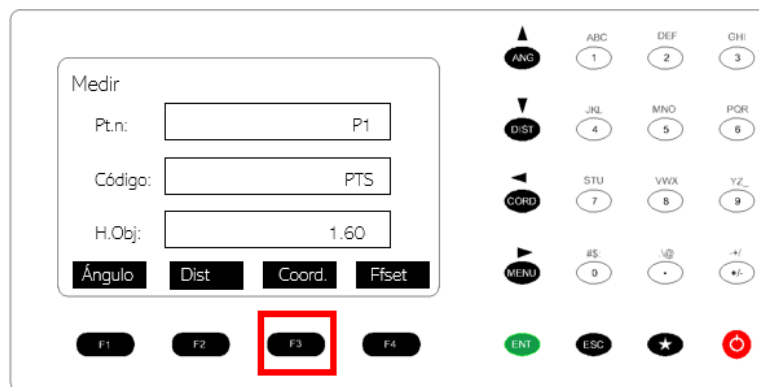 Medir
Pt.n: P1
Código: PTS
H.Obj: 1.60
Ángulo Dist Coord. Ffset
F1 F2 F3 F4
ABC DEF GHI
ANG 1 2 3
JKL MNO PQR
DIST 4 5 6
STU VWX YZ_
CORD 7 8 9
#$: .\@ -+/
MENU 0 . +/-
ENT ESC